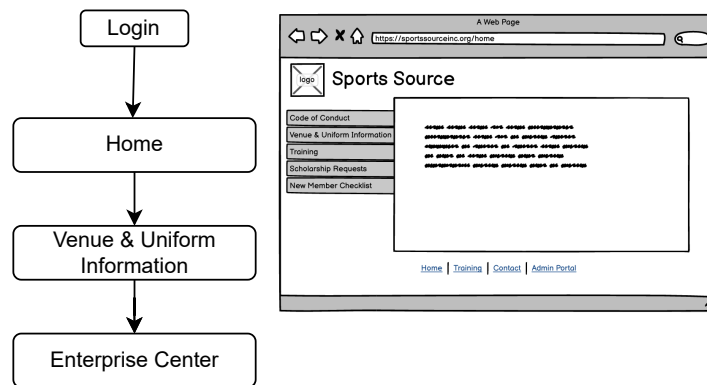 Login
Home
Venue & Uniform
Information
Enterprise Center
A Web Page
https://sportssourceinc.org/home
logo
Sports Source
Code of Conduct
Venue & Uniform Information
Training
Scholarship Requests
New Member Checklist
Home | Training | Contact | Admin Portal